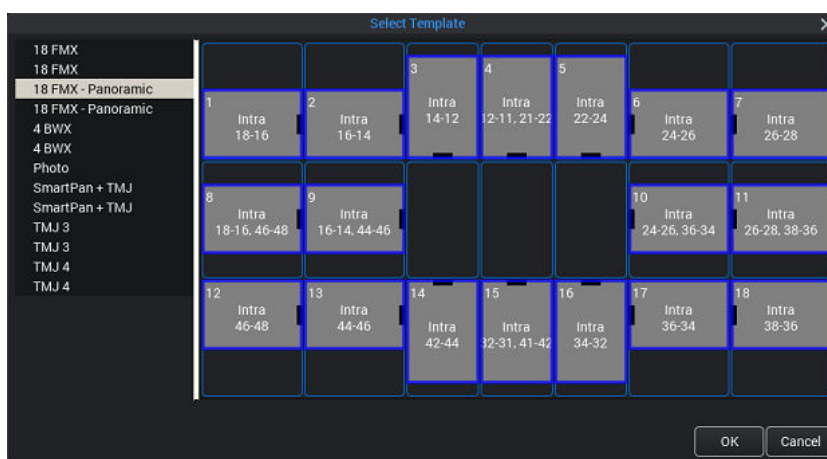 Select Template
18 FMX
18 FMX
18 FMX - Panoramic
18 FMX - Panoramic
4 BWX
4 BWX
Photo
SmartPan + TMJ
SmartPan + TMJ
TMJ 3
TMJ 3
TMJ 4
TMJ 4
1
Intra
18-16
2
Intra
16-14
3
Intra
14-12
4
Intra
12-11, 21-22
5
Intra
22-24
6
Intra
24-26
7
Intra
26-28
8
Intra
18-16, 46-48
9
Intra
16-14, 44-46
10
Intra
24-26, 36-34
11
Intra
26-28, 38-36
12
Intra
46-48
13
Intra
44-46
14
Intra
42-44
15
Intra
32-31, 41-42
16
Intra
34-32
17
Intra
36-34
18
Intra
38-36
OK
Cancel